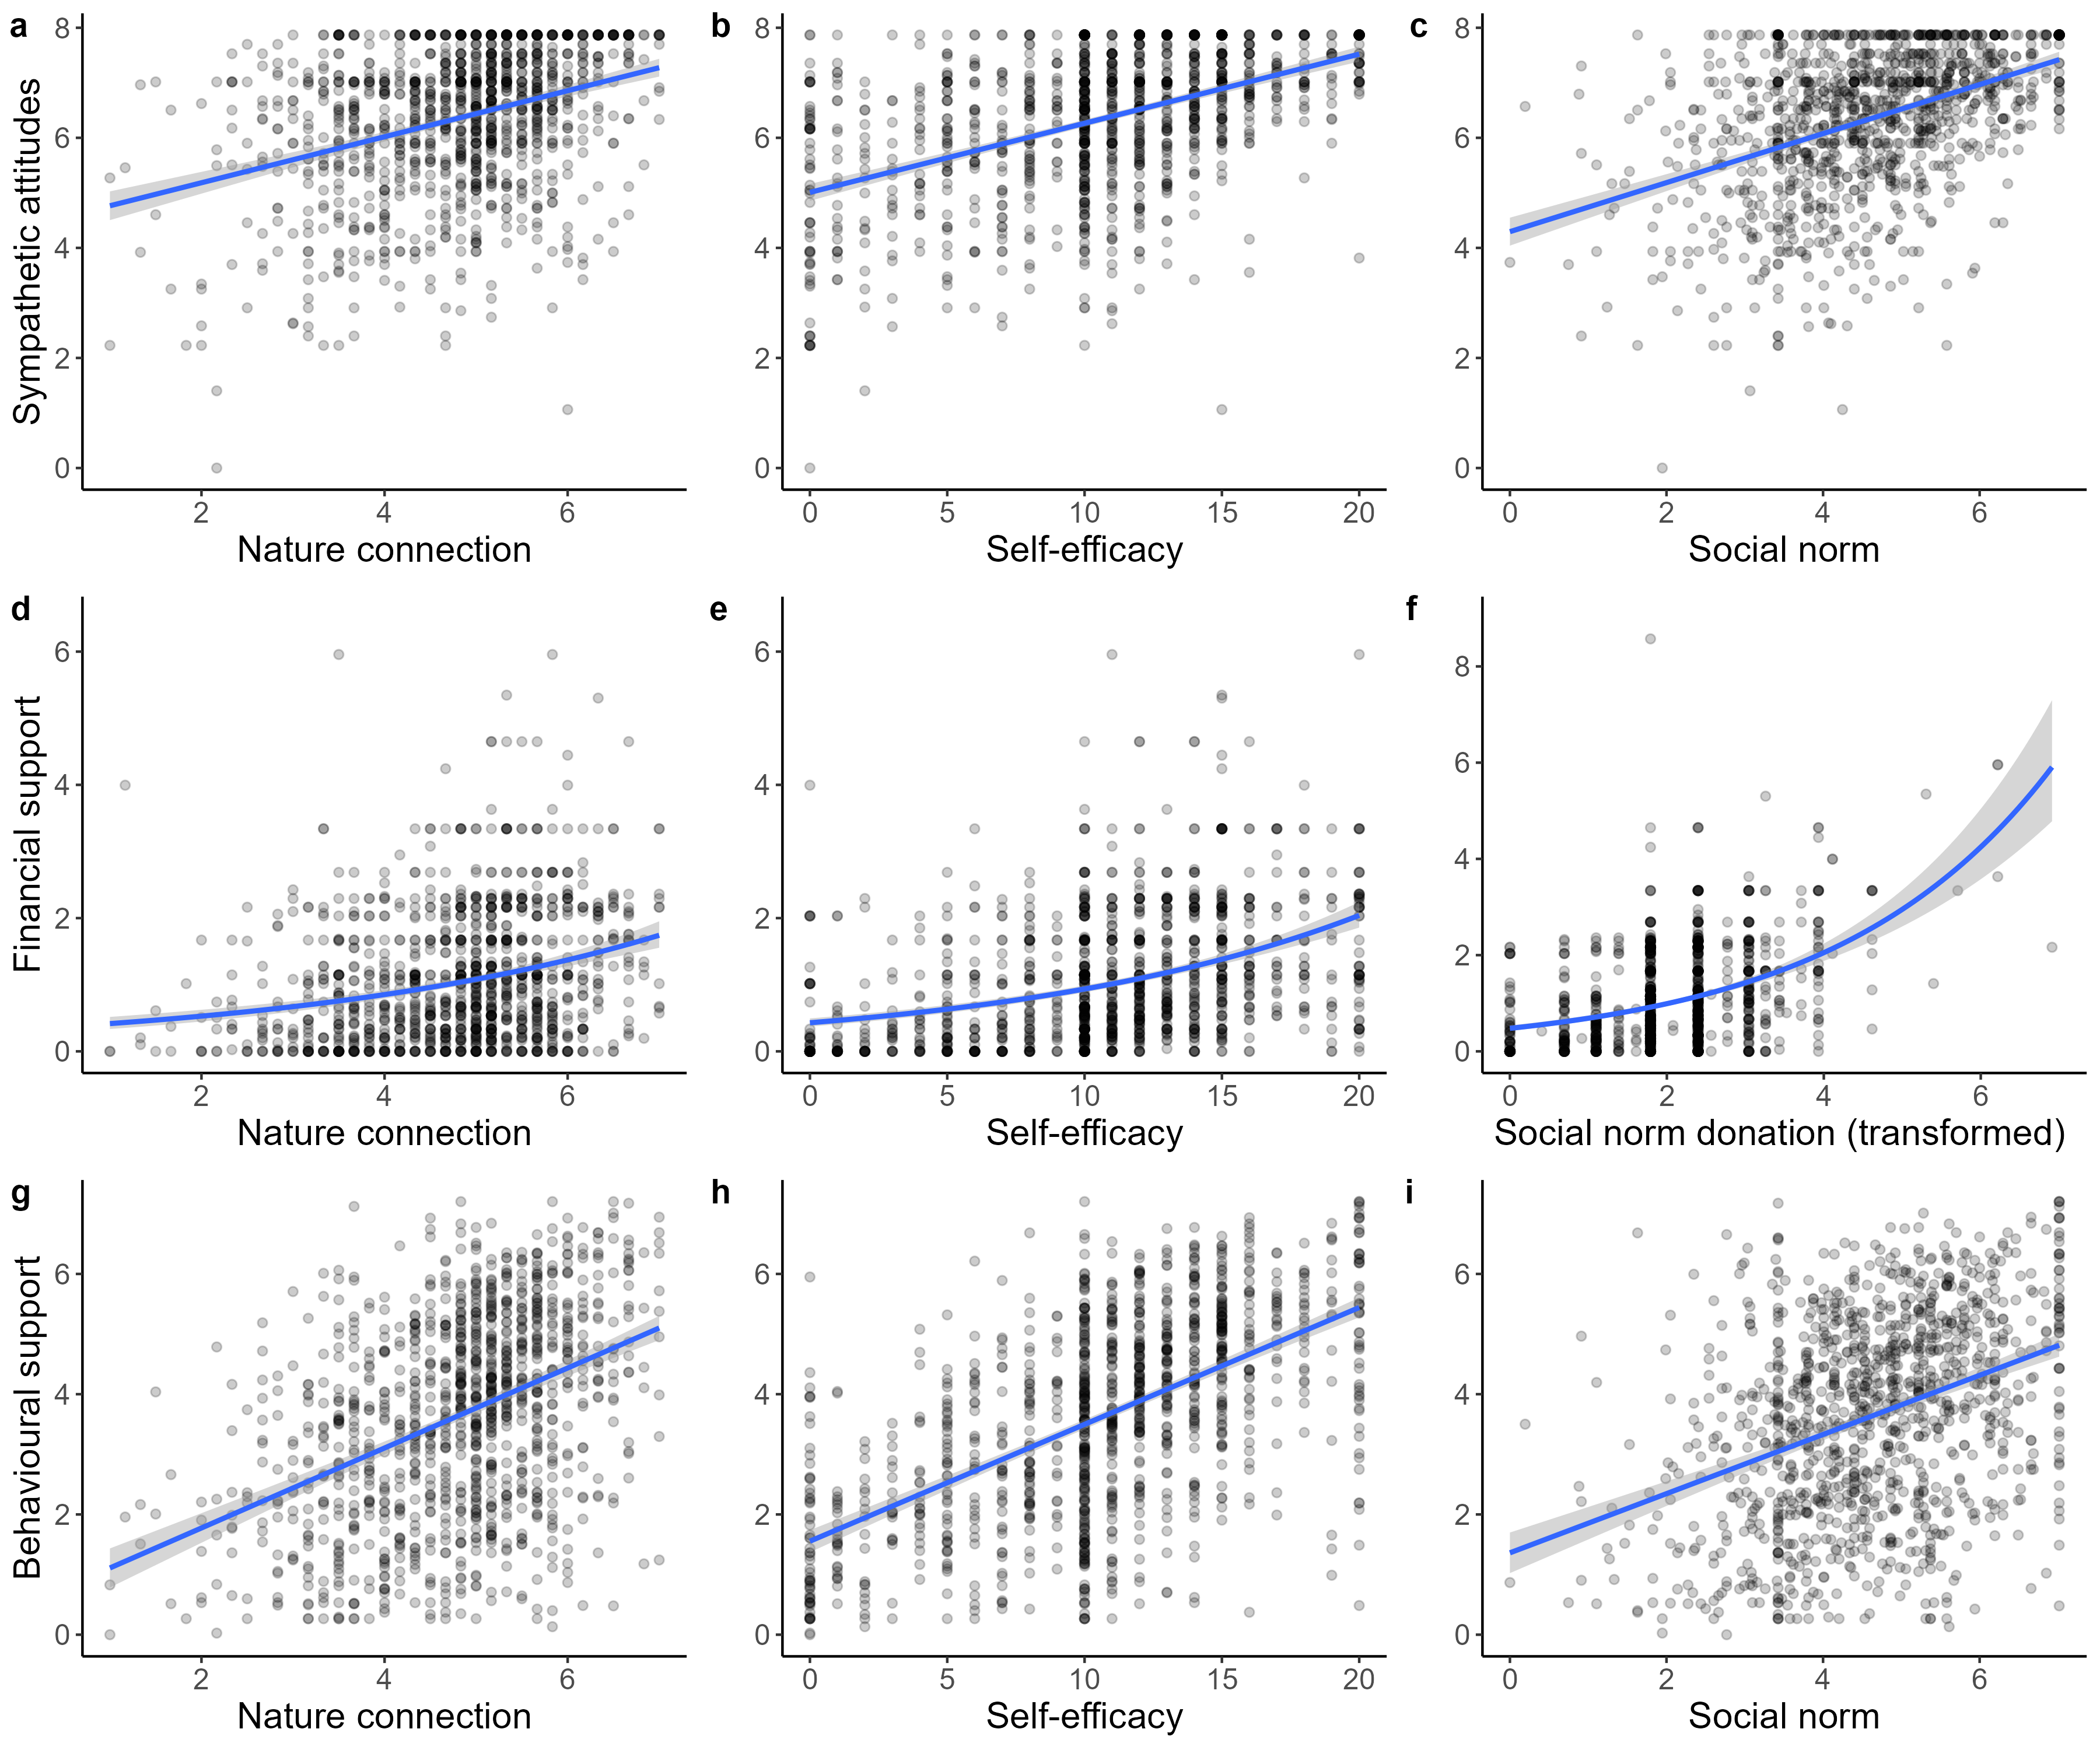 a
b
c
Sympathetic attitudes
8
6
4
2
0
2 4 6
Nature connection
8
6
4
2
0
0 5 10 15 20
Self-efficacy
8
6
4
2
0
0 2 4 6
Social norm
d
e
f
Financial support
6
4
2
0
2 4 6
Nature connection
6
4
2
0
0 5 10 15 20
Self-efficacy
8
6
4
2
0
0 2 4 6
Social norm donation (transformed)
g
h
i
Behavioural support
6
4
2
0
2 4 6
Nature connection
6
4
2
0
0 5 10 15 20
Self-efficacy
6
4
2
0
0 2 4 6
Social norm